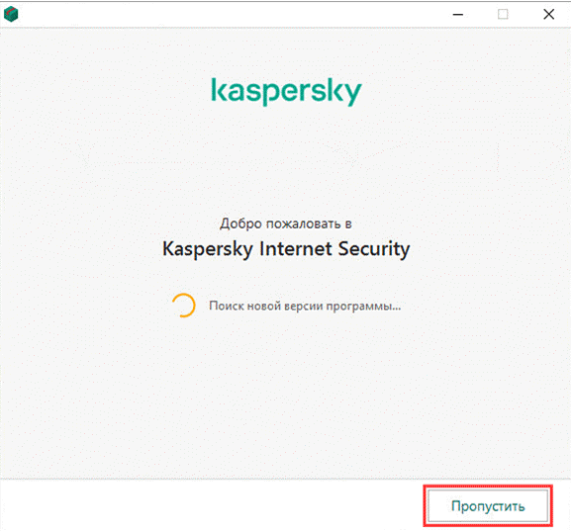 kaspersky
Добро пожаловать в
Kaspersky Internet Security
Поиск новой версии программы...
Пропустить